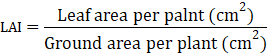 LAI = Leaf area per palnt (cm²)
Ground area per plant (cm²)